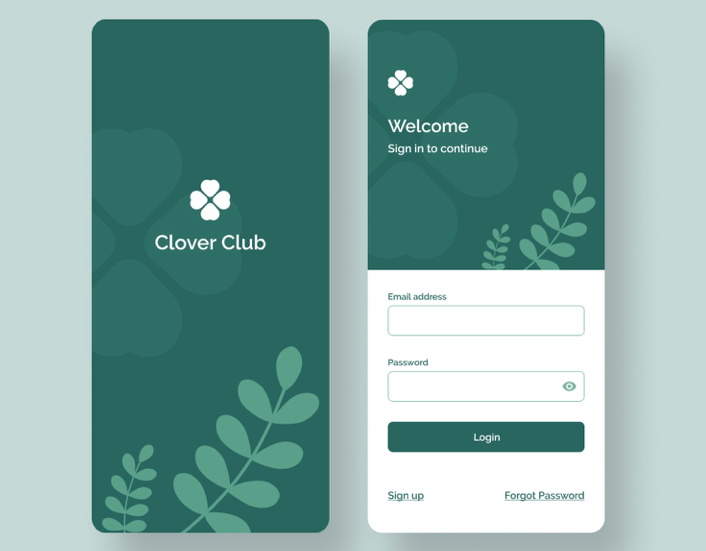 Clover Club
Welcome
Sign in to continue
Email address
Password
Login
Sign up
Forgot Password